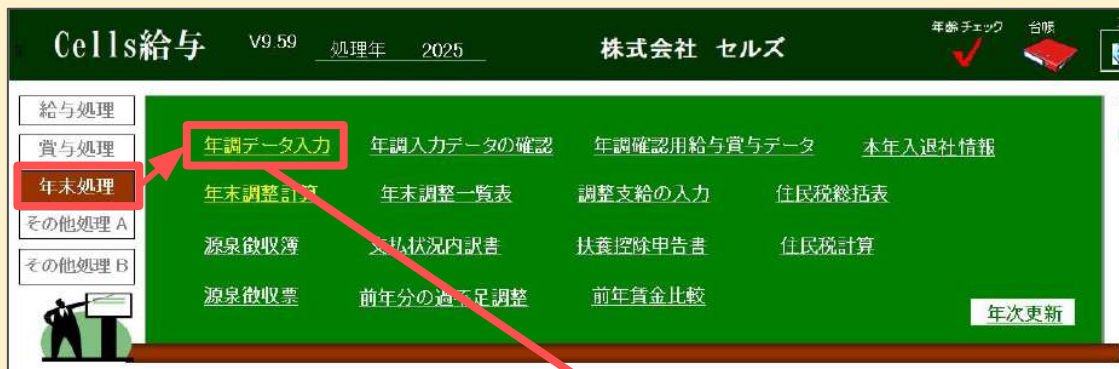 Cells給与 V9.59 処理年 2025 株式会社 セルズ 年齢チェック 台帳
給与処理
賞与処理
年末処理
その他処理 A
その他処理 B
年調データ入力 年調入力データの確認 年調確認用給与賞与データ 本年入退社情報
年末調整計算 年末調整一覧表 調整支給の入力 住民税総括表
源泉徴収簿 支払状況内訳書 扶養控除申告書 住民税計算
源泉徴収票 前年分の過不足調整 前年賃金比較
年次更新